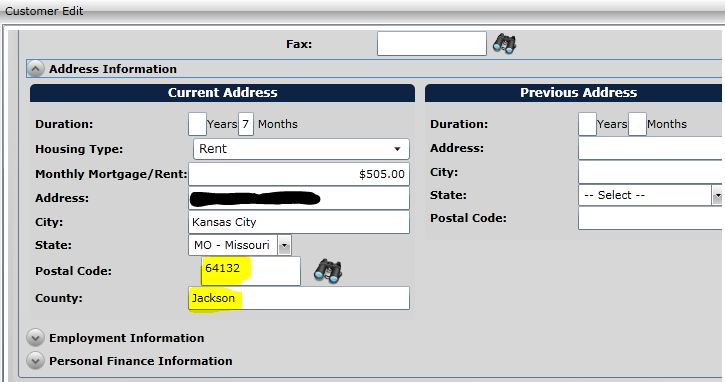 Customer Edit
Fax:
Address Information
Current Address
Duration: Years 7 Months
Housing Type: Rent
Monthly Mortgage/Rent: $505.00
Address:
City: Kansas City
State: MO - Missouri
Postal Code: 64132
County: Jackson
Previous Address
Duration: Years Months
Address:
City:
State: -- Select --
Postal Code:
Employment Information
Personal Finance Information